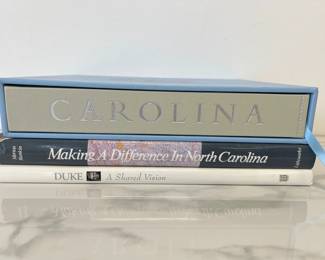 CAROLINA
Making A Difference In North Carolina
DUKE A Shared Vision